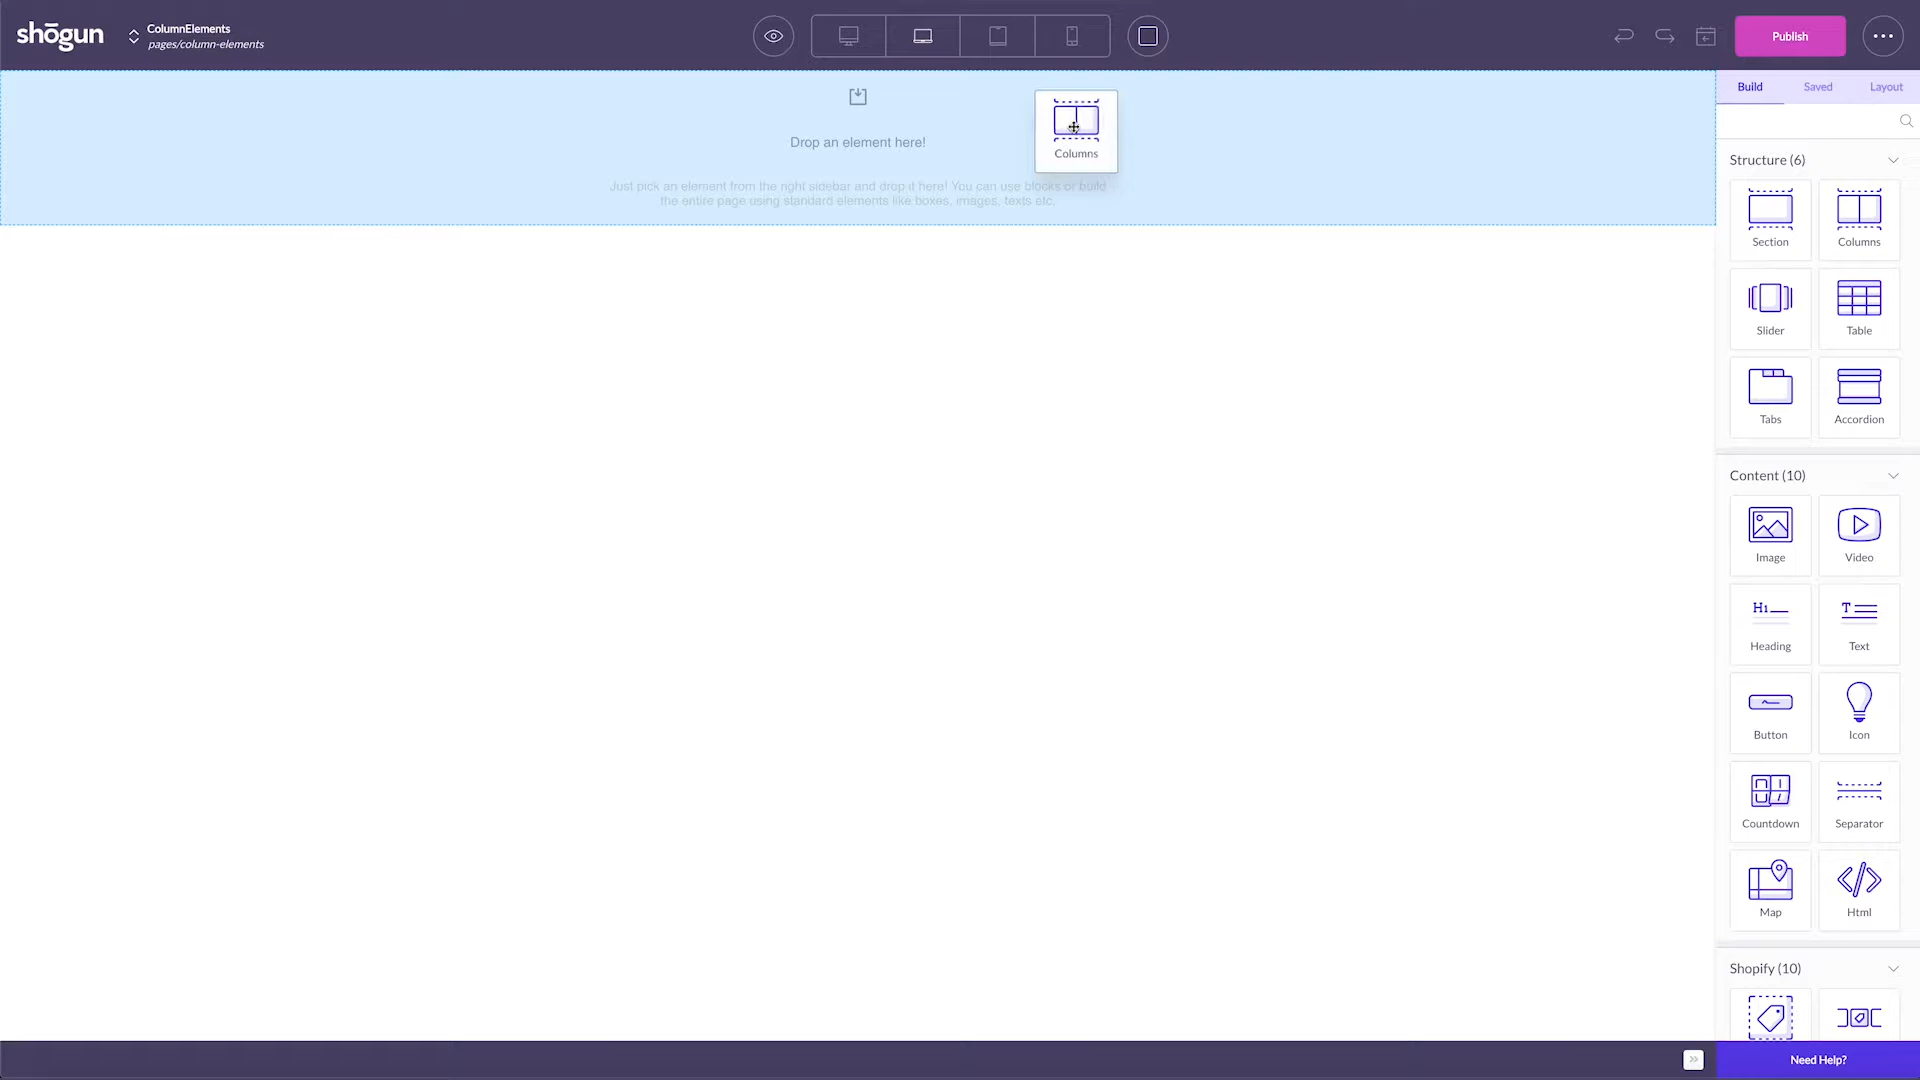 shōgun
ColumnElements
pages/column-elements
Publish
Build
Saved
Layout
Drop an element here!
Columns
Just pick an element from the right sidebar and drop it here! You can use blocks or build
the entire page using standard elements like boxes, images, texts etc.
Structure (6)
Section
Columns
Slider
Table
Tabs
Accordion
Content (10)
Image
Video
H1
Heading
T
Text
Button
Icon
Countdown
Separator
Map
Html
Shopify (10)
Need Help?